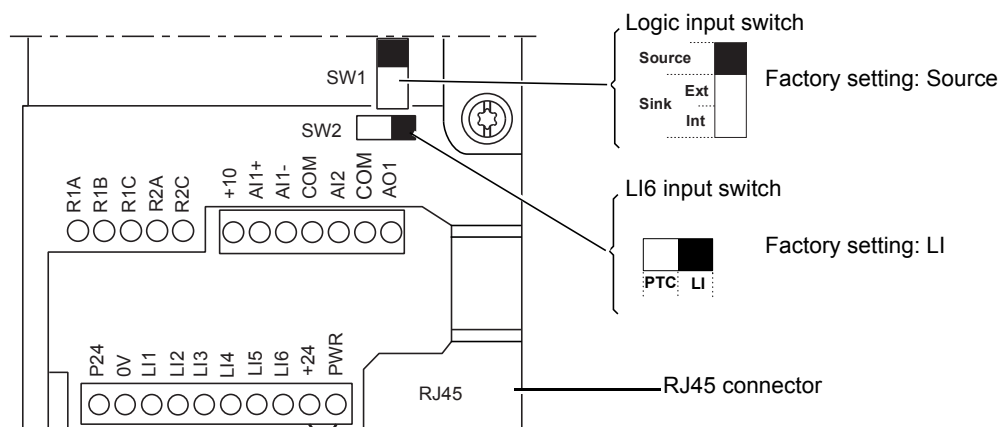 Logic input switch
SW1
Source
Sink
Ext
Int
Factory setting: Source
SW2
LI6 input switch
PTC
LI
Factory setting: LI
R1A
R1B
R1C
R2A
R2C
+10
AI1+
AI1-
COM
AI2
COM
AO1
P24
0V
LI1
LI2
LI3
LI4
LI5
LI6
+24
PWR
RJ45
RJ45 connector